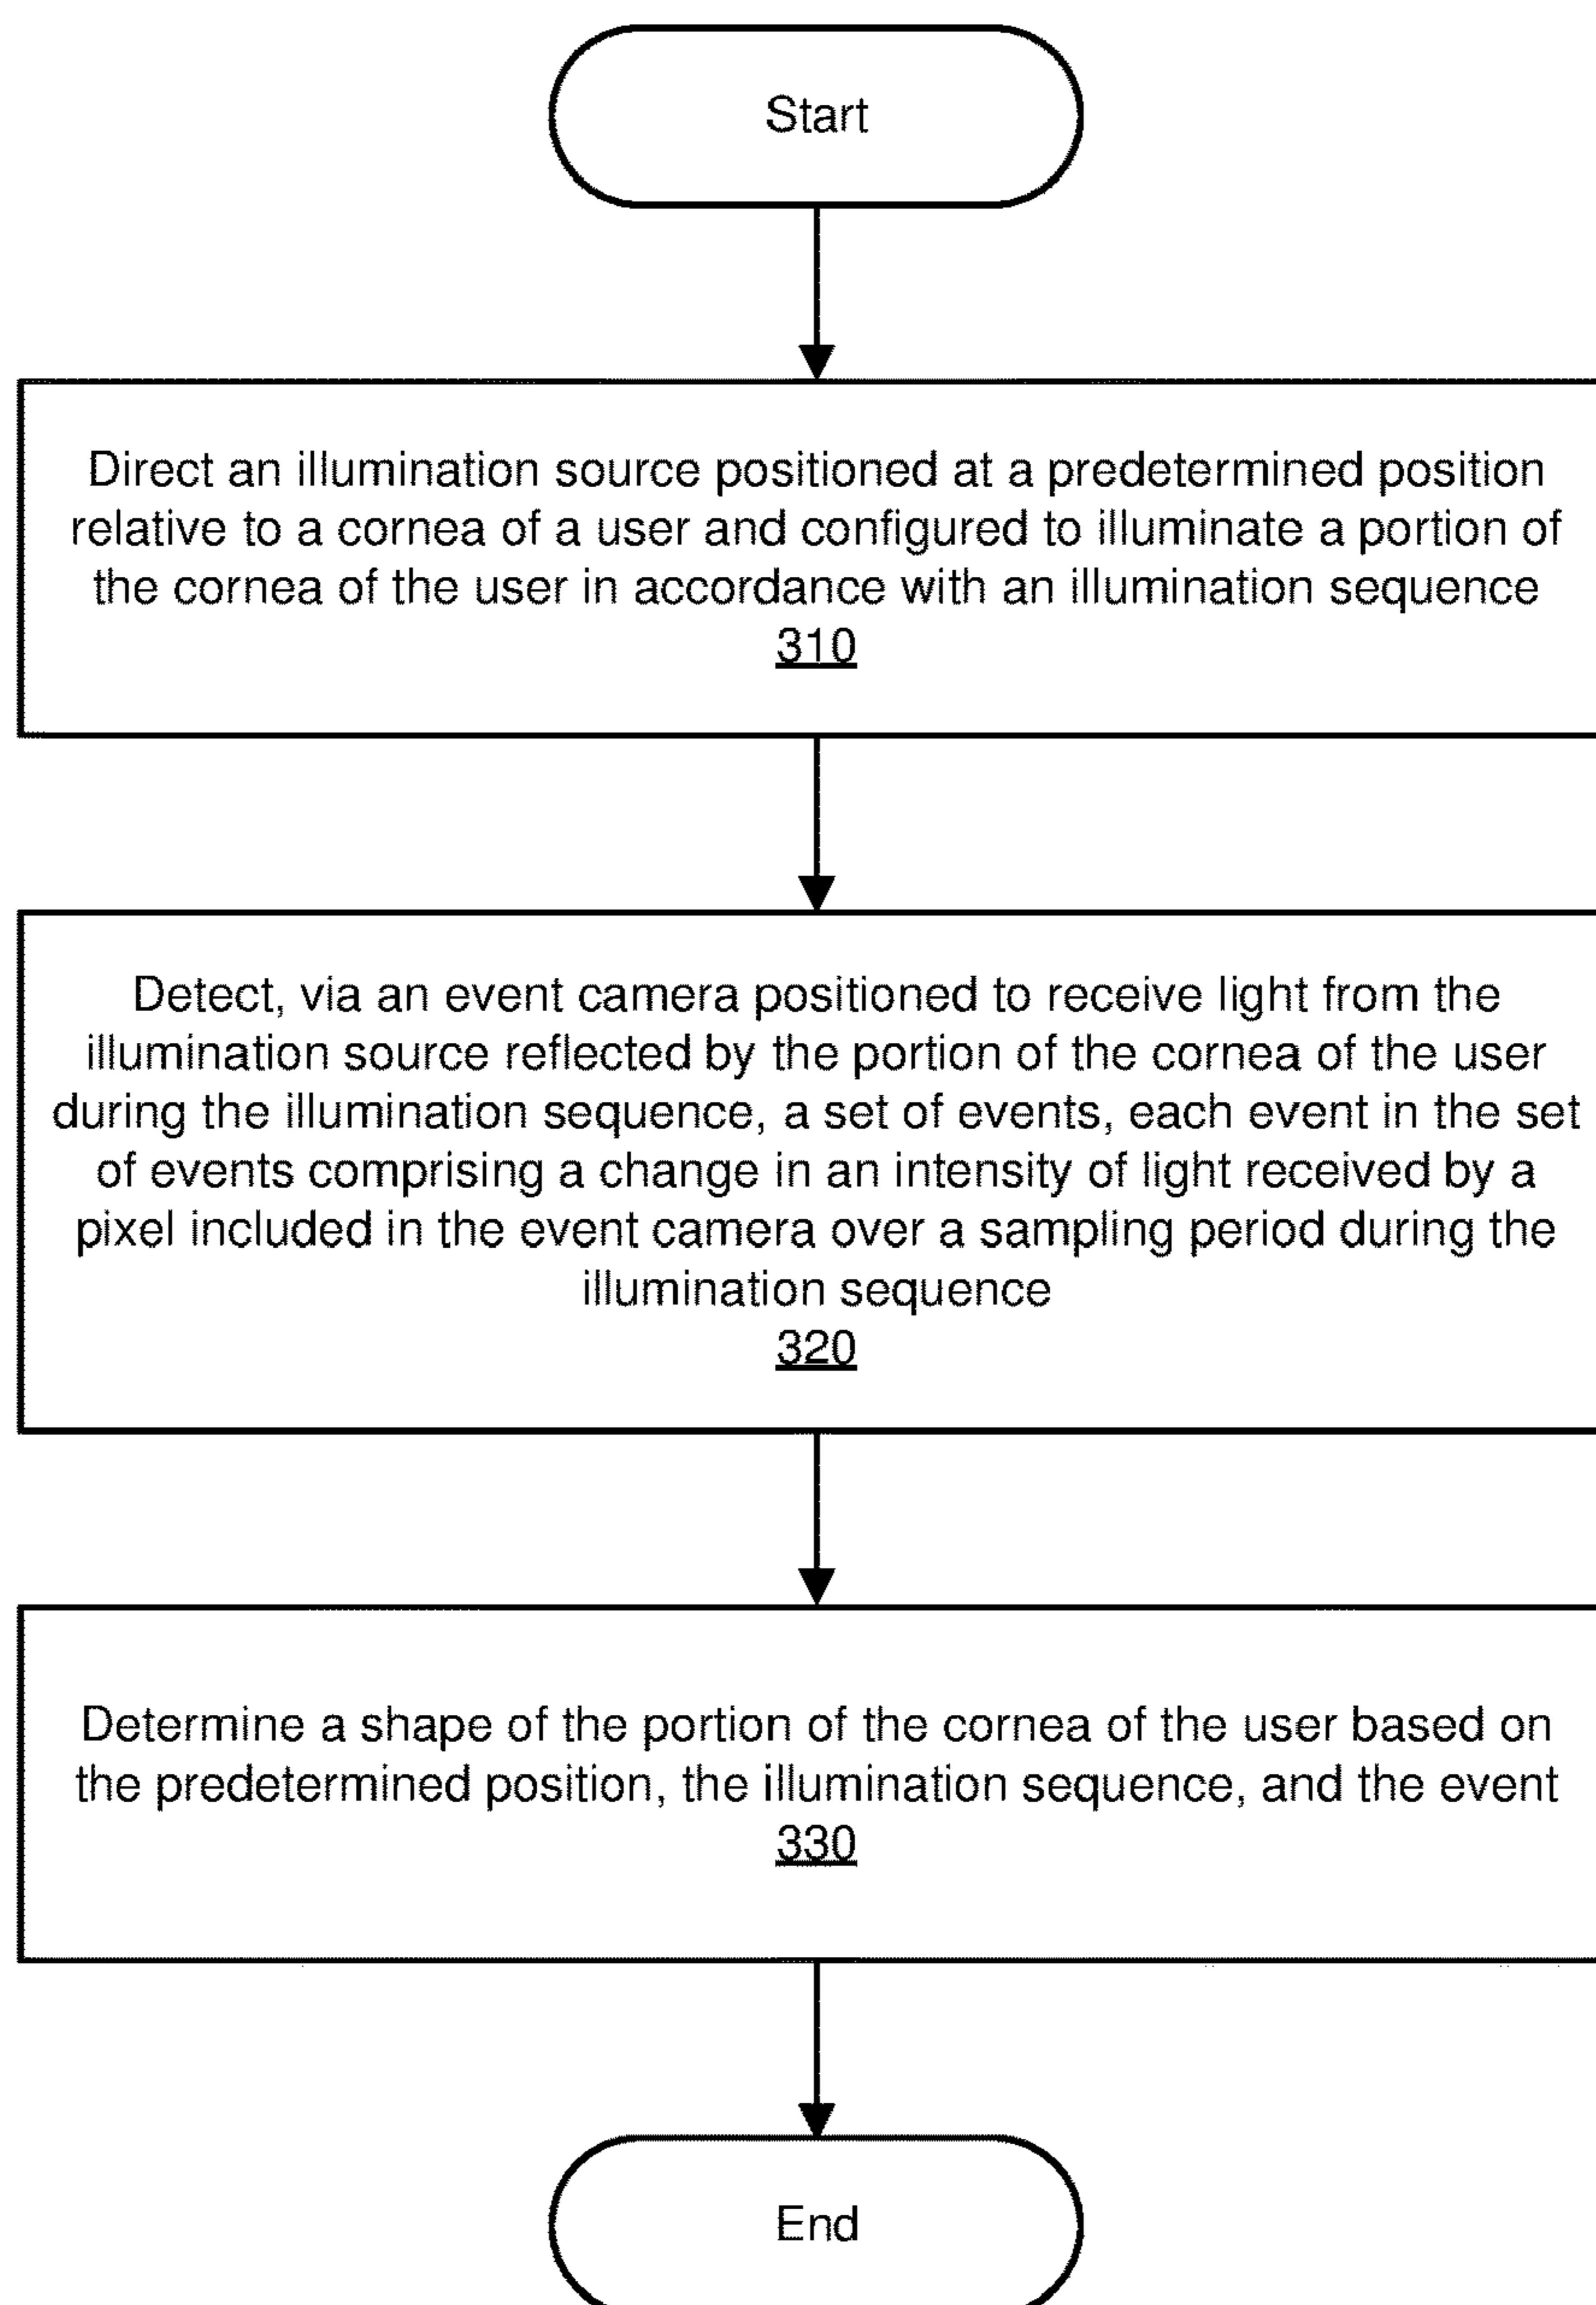 Start
Direct an illumination source positioned at a predetermined position
relative to a cornea of a user and configured to illuminate a portion of
the cornea of the user in accordance with an illumination sequence
310
Detect, via an event camera positioned to receive light from the
illumination source reflected by the portion of the cornea of the user
during the illumination sequence, a set of events, each event in the set
of events comprising a change in an intensity of light received by a
pixel included in the event camera over a sampling period during the
illumination sequence
320
Determine a shape of the portion of the cornea of the user based on
the predetermined position, the illumination sequence, and the event
330
End